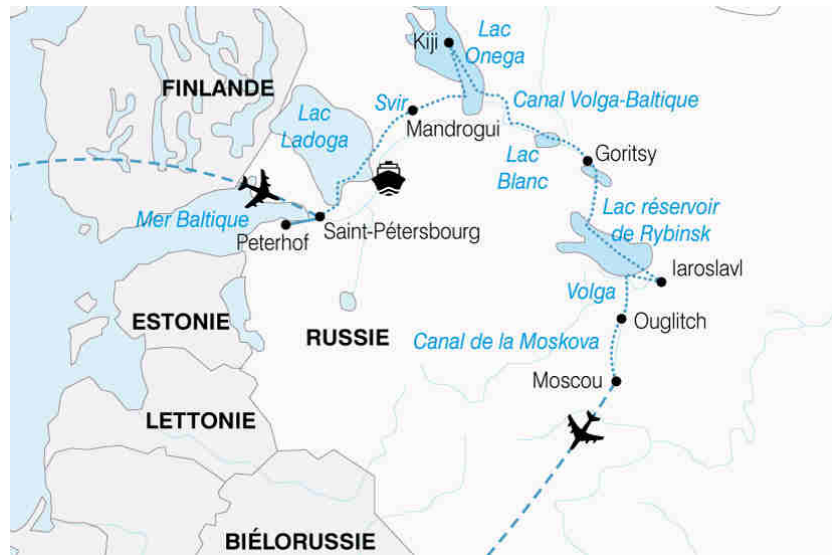 Kiji
Lac
Onega
FINLANDE
Svir
Canal Volga-Baltique
Lac
Ladoga
Mandrogui
Lac
Blanc
Goritsy
Mer Baltique
Peterhof
Saint-Pétersbourg
Lac réservoir
de Rybinsk
Iaroslavl
Volga
ESTONIE
RUSSIE
Ouglitch
Canal de la Moskova
Moscou
LETTONIE
BIÉLORUSSIE